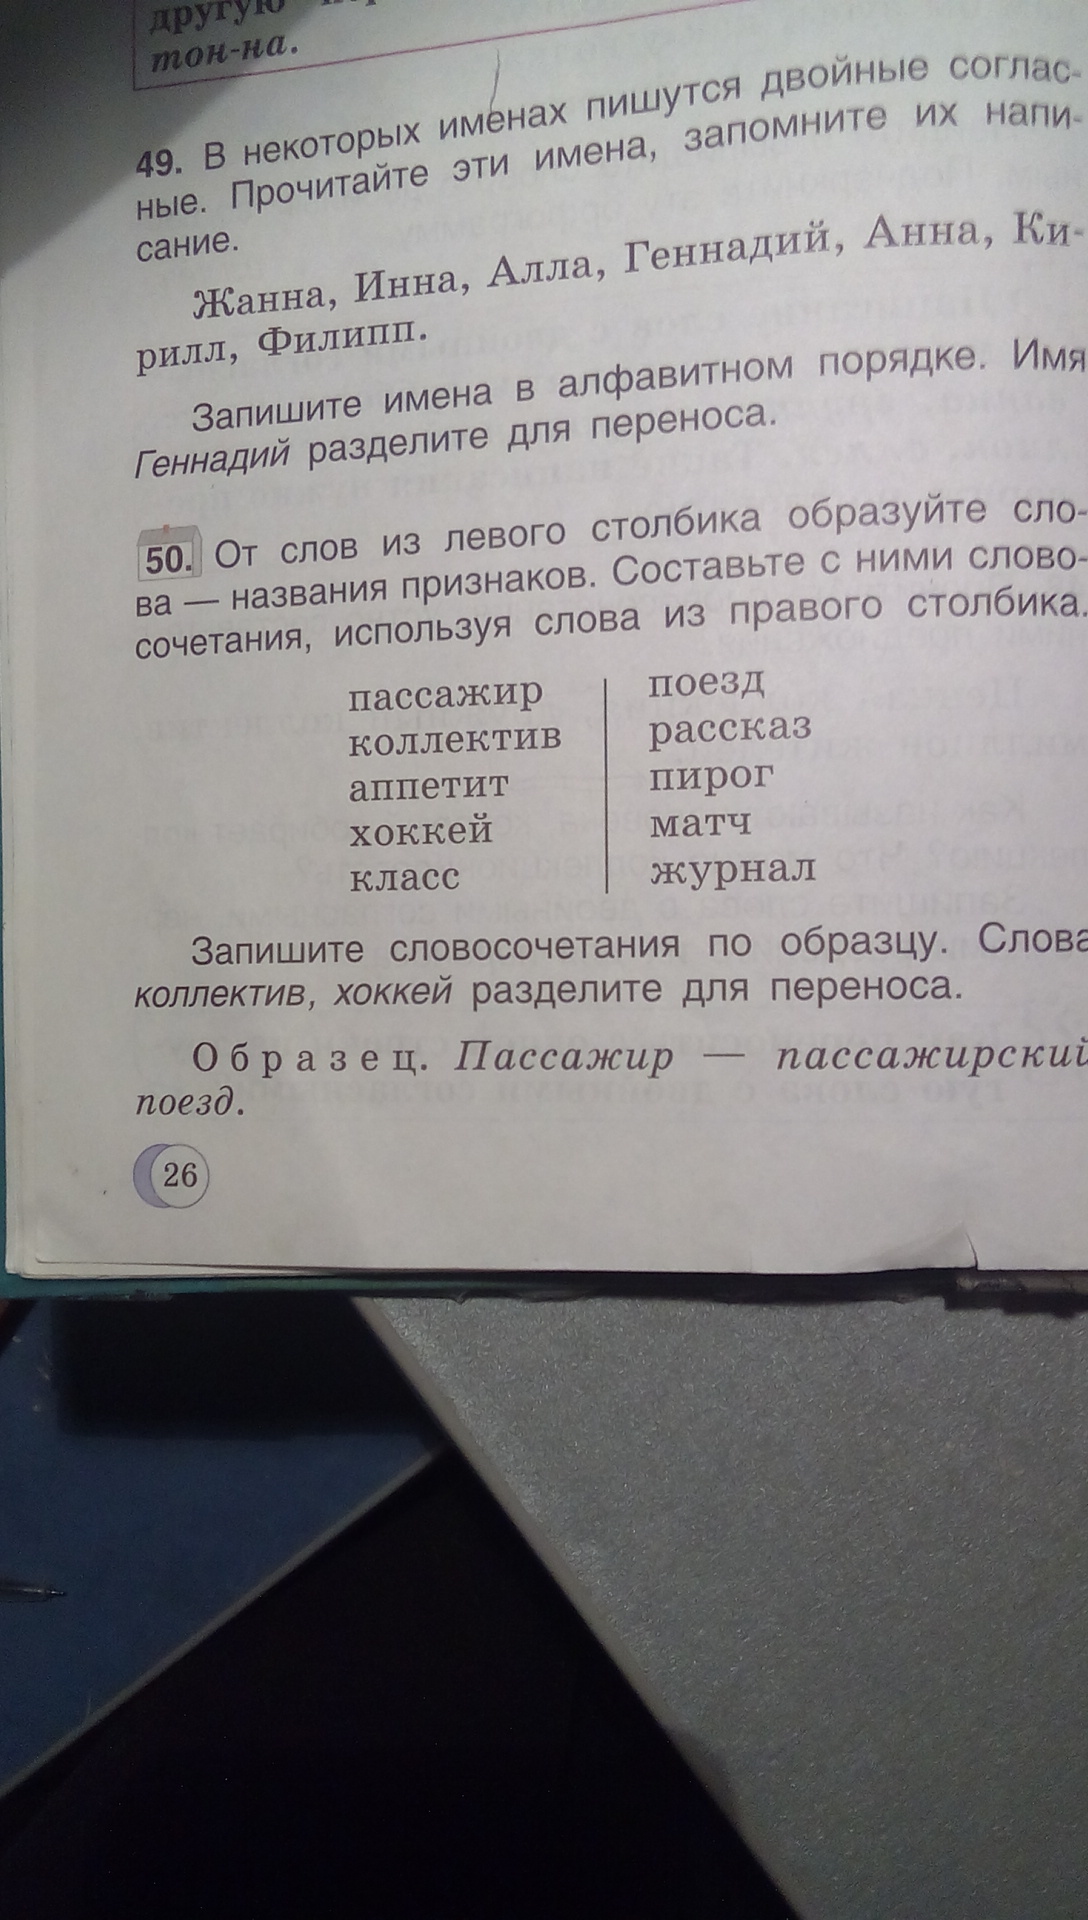 другую
тон-на.
49. В некоторых именах пишутся двойные соглас-
ные. Прочитайте эти имена, запомните их напи-
сание.
Жанна, Инна, Алла, Геннадий, Анна, Ки-
рилл, Филипп.
Запишите имена в алфавитном порядке. Имя
Геннадий разделите для переноса.
50. От слов из левого столбика образуйте сло-
ва — названия признаков. Составьте с ними слово-
сочетания, используя слова из правого столбика.
пассажир поезд
коллектив рассказ
аппетит пирог
хоккей матч
класс журнал
Запишите словосочетания по образцу. Слова
коллектив, хоккей разделите для переноса.
Образец. Пассажир — пассажирский
поезд.
26